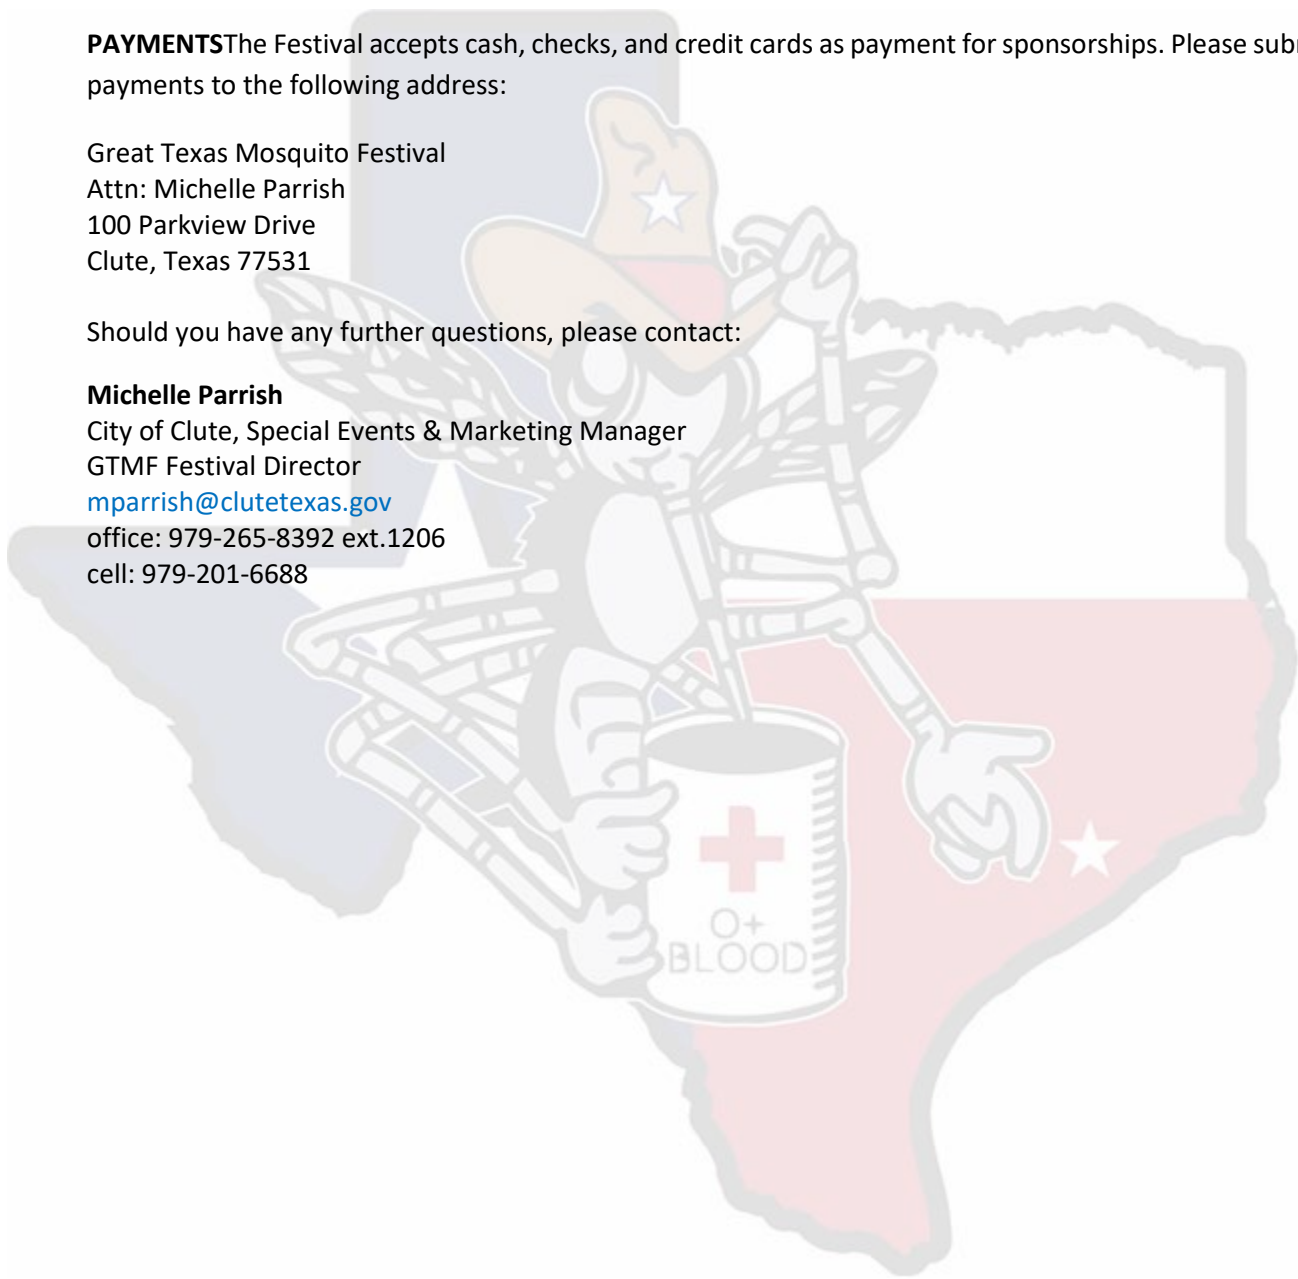 PAYMENTSThe Festival accepts cash, checks, and credit cards as payment for sponsorships. Please
payments to the following address:
Great Texas Mosquito Festival
Attn: Michelle Parrish
100 Parkview Drive
Clute, Texas 77531
Should you have any further questions, please contact:
Michelle Parrish
City of Clute, Special Events & Marketing Manager
GTMF Festival Director
mparrish@clutetexas.gov
office: 979-265-8392 ext.1206
cell: 979-201-6688
O+
BLOOD